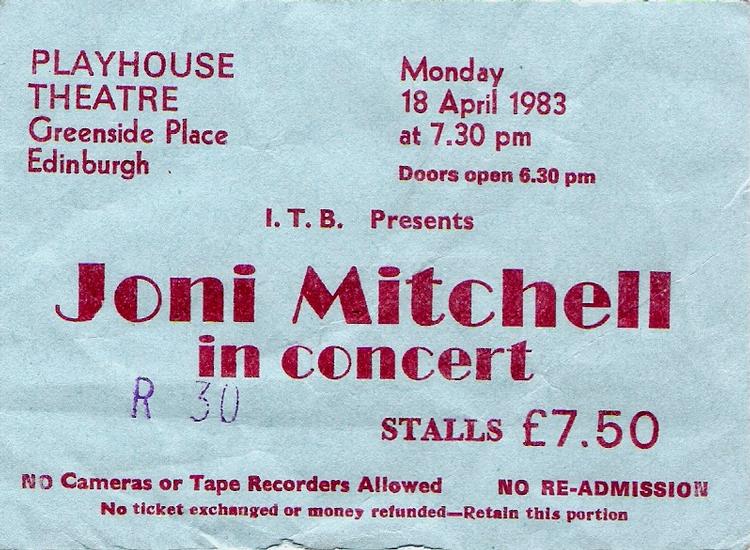 PLAYHOUSE
THEATRE
Greenside Place
Edinburgh
Monday
18 April 1983
at 7.30 pm
Doors open 6.30 pm
I. T. B. Presents
Joni Mitchell
in concert
R 30
STALLS £7.50
NO Cameras or Tape Recorders Allowed NO RE-ADMISSION
No ticket exchanged or money refunded—Retain this portion